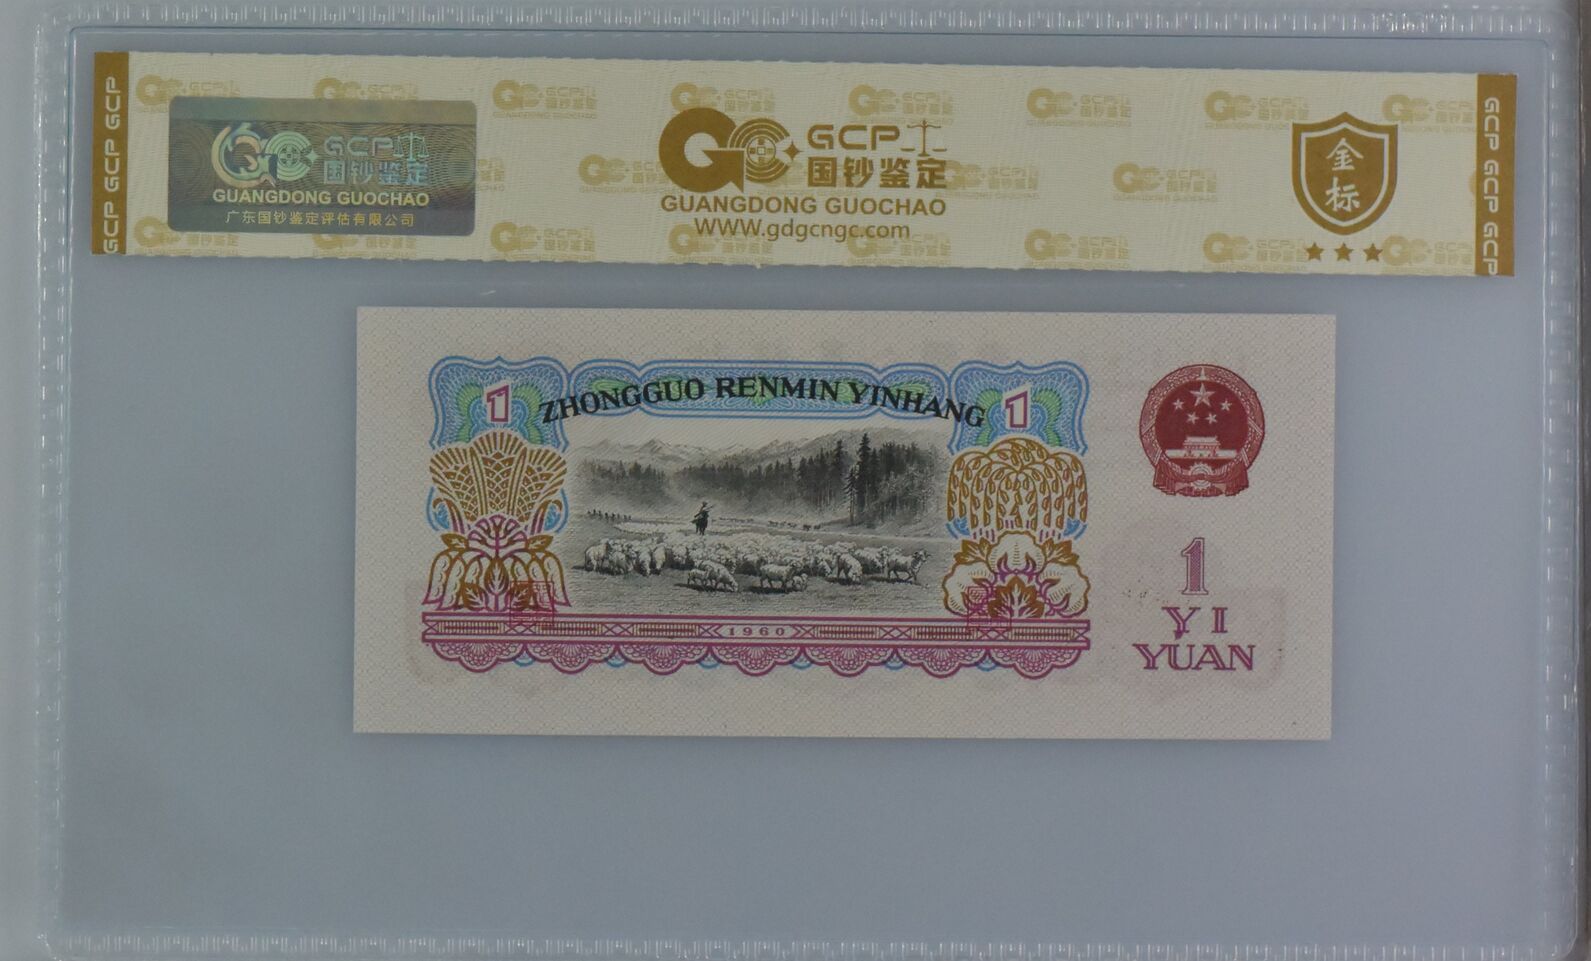 GCP GCP GCP
GCP
国钞鉴定
GUANGDONG GUOCHAO
广东国钞鉴定评估有限公司
GCP
国钞鉴定
GUANGDONG GUOCHAO
WWW.gdgcngc.com
金标
GCP GCP GCP
1
ZHONGGUO RENMIN YINHANG
1
1960
1
YI
YUAN